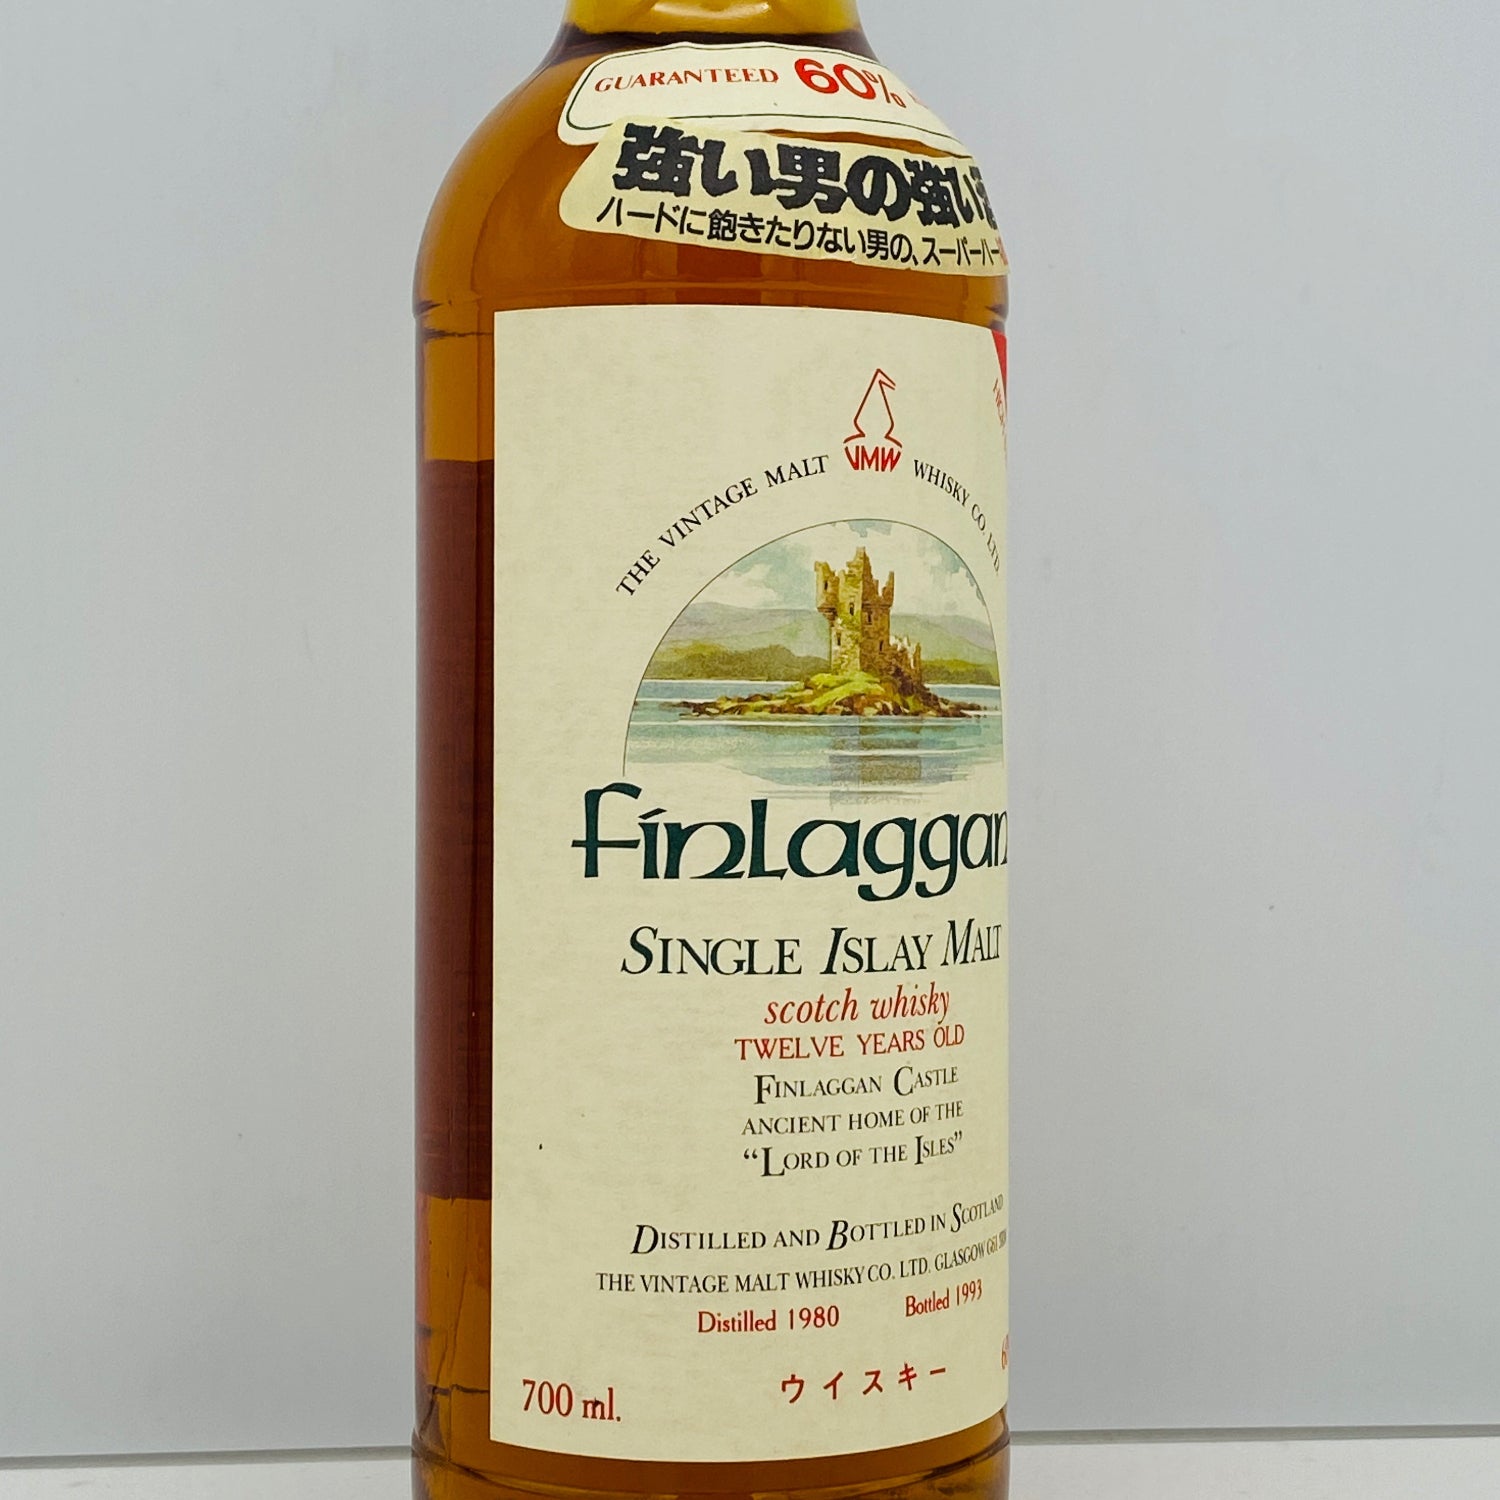 GUARANTEED 60%
強い男の強い
ハードに飽きたりない男の、スーパーハー
VMW
THE VINTAGE MALT WHISKY CO. LTD.
finlaggan
SINGLE ISLAY MALT
scotch whisky
TWELVE YEARS OLD
FINLAGGAN CASTLE
ANCIENT HOME OF THE
“LORD OF THE ISLES”
DISTILLED AND BOTTLED IN SCOTLAND
THE VINTAGE MALT WHISKY CO. LTD. GLASGOW G61
Distilled 1980 Bottled 1993
ウイスキー
700 ml.